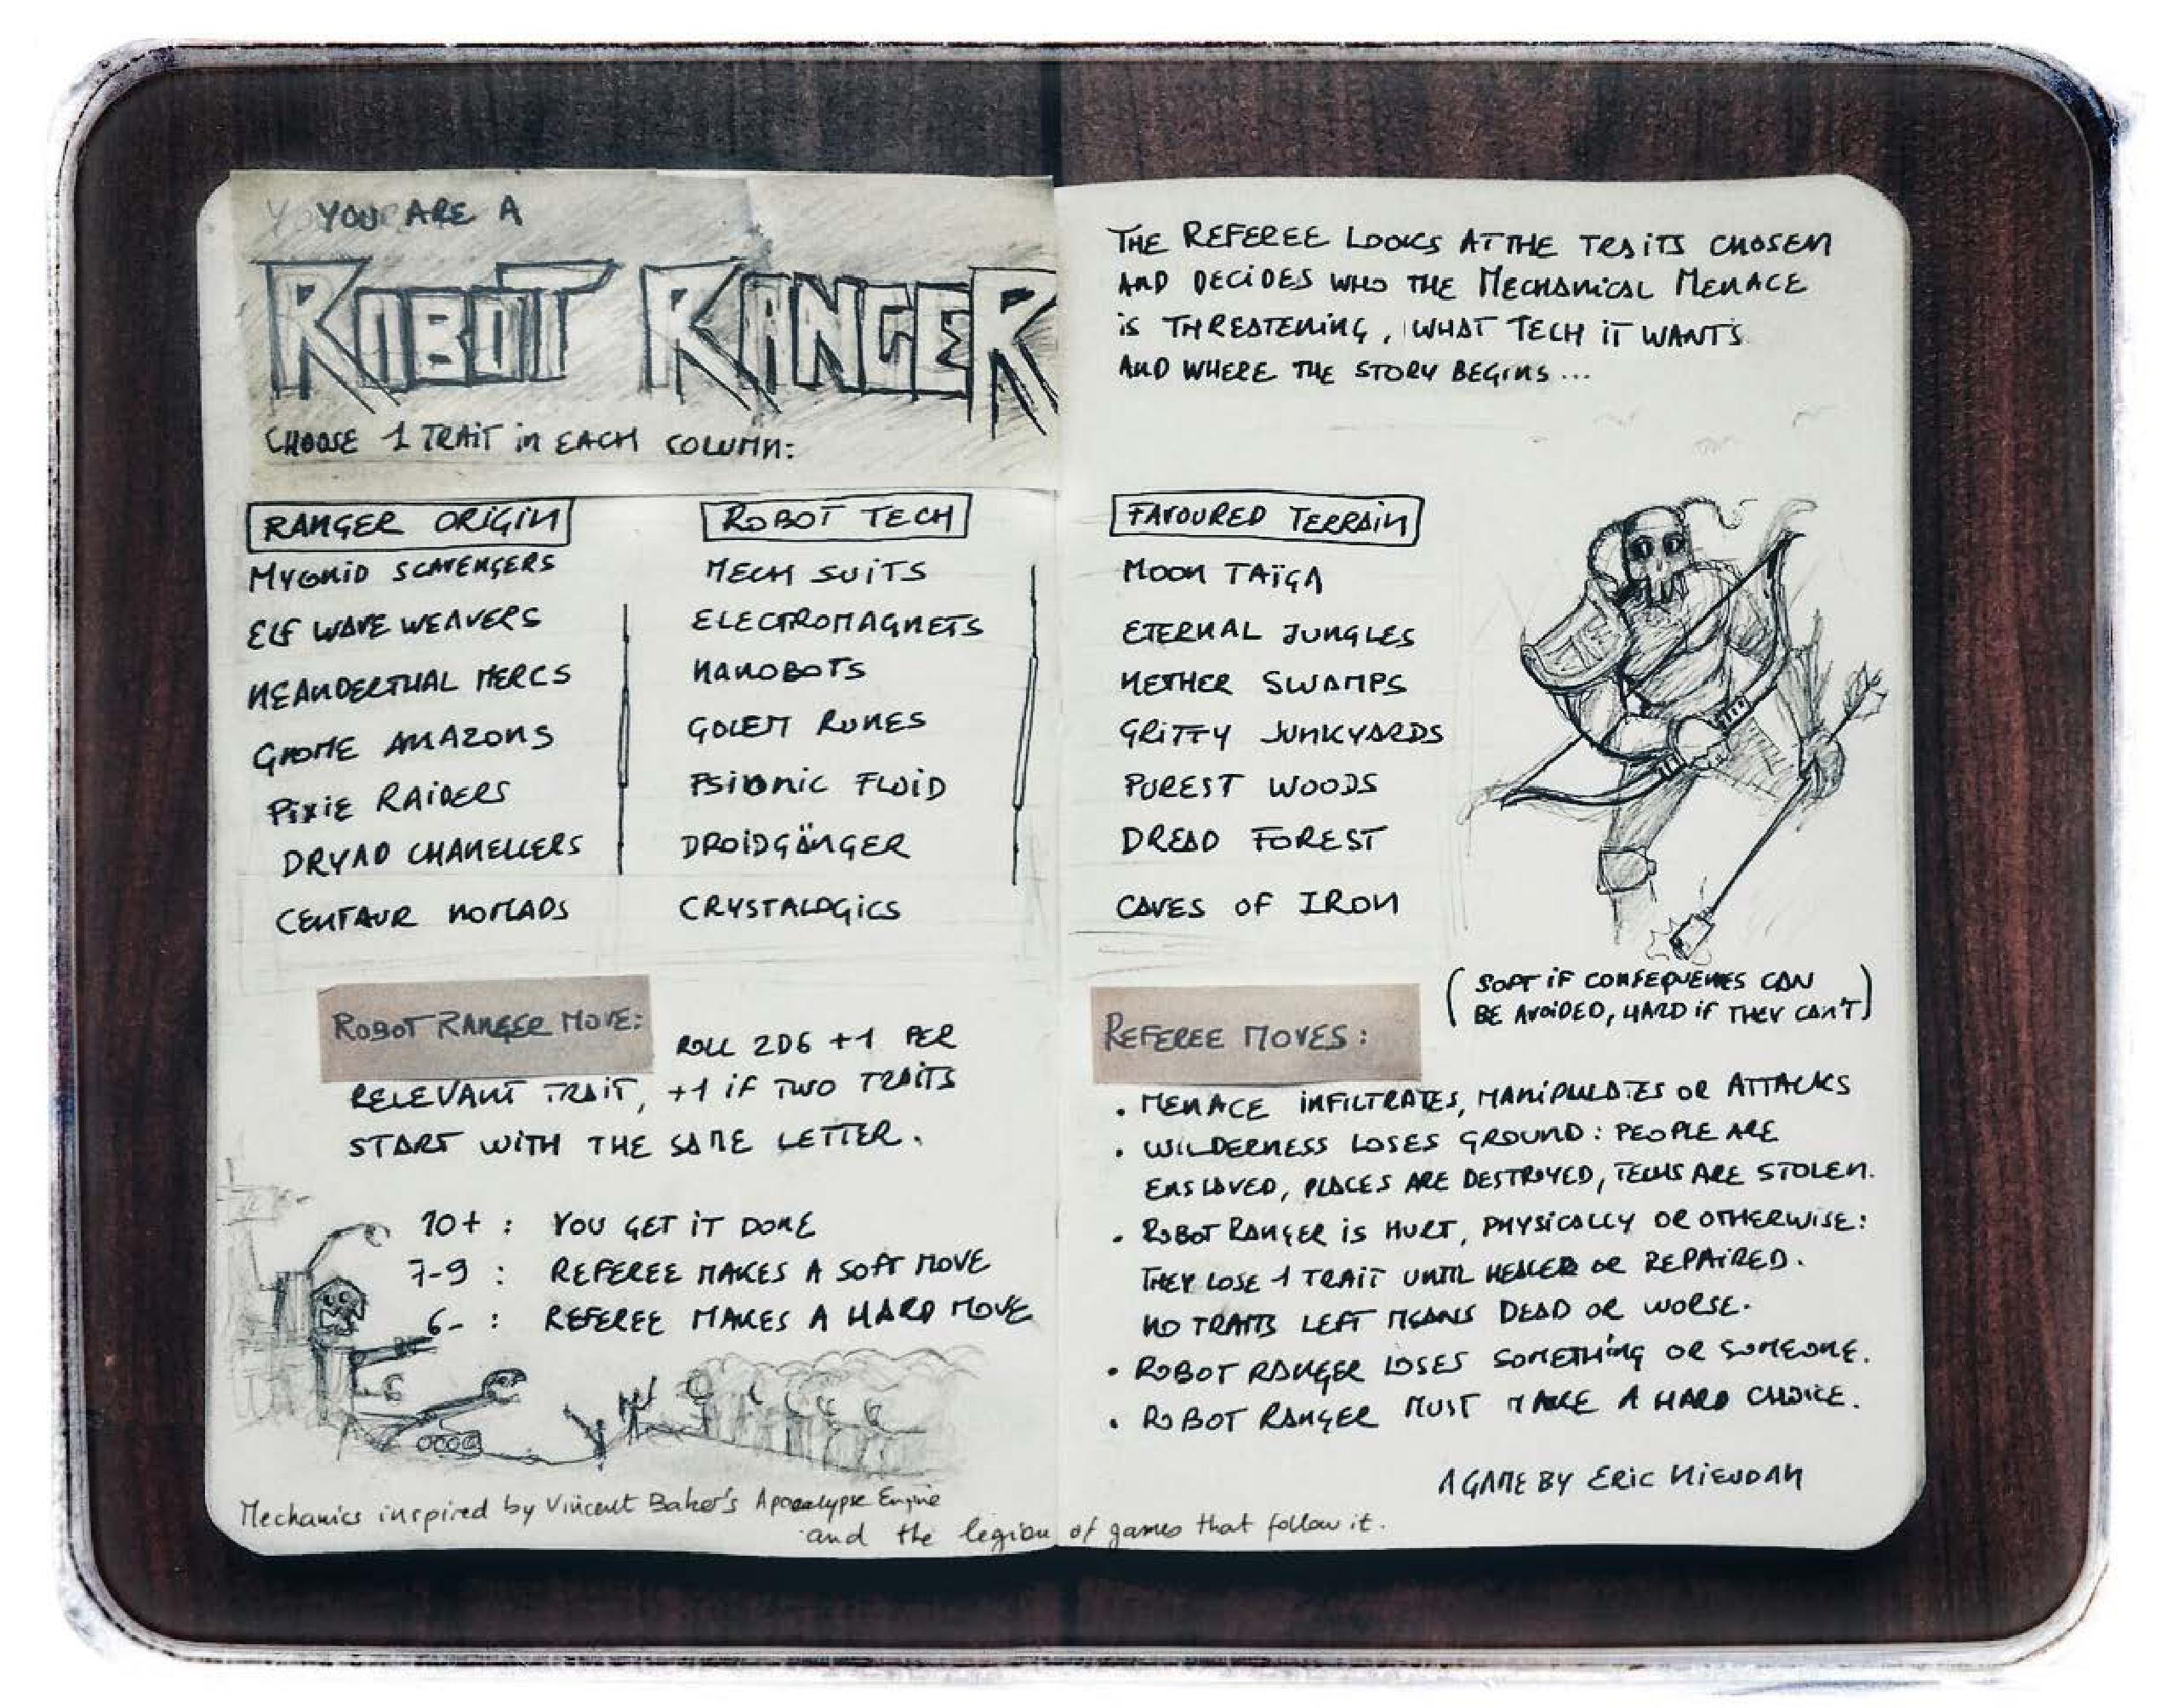 YOU ARE A
ROBOT RANGER
CHOOSE 1 TRAIT in EACH COLUMN:
RANGER ORIGIN
MYCONID SCAVENGERS
ELF WAVE WEAVERS
NEANDERTHAL MERCS
GNOME AMAZONS
PIXIE RAIDERS
DRYAD CHANELLERS
CENTAUR NOMADS
ROBOT TECH
MECH SUITS
ELECTROMAGNETS
NANOBOTS
GOLEM RUNES
PSIONIC FLUID
DROIDGÄNGER
CRYSTALOGICS
ROBOT RANGER MOVE:
ROLL 2D6 +1 PER
RELEVANT TRAIT, +1 IF TWO TRAITS
START WITH THE SAME LETTER.
10+ : YOU GET IT DONE
7-9 : REFEREE MAKES A SOFT MOVE
6- : REFEREE MAKES A HARD MOVE
Mechanics inspired by Vincent Baker's Apocalypse Engine
and the legion of games that follow it.
THE REFEREE LOOKS AT THE TRAITS CHOSEN
AND DECIDES WHO THE MECHANICAL MENACE
IS THREATENING, WHAT TECH IT WANTS
AND WHERE THE STORY BEGINS ...
FAVOURED TERRAIN
MOON TAÏGA
ETERNAL JUNGLES
NETHER SWAMPS
GRITTY JUNKYARDS
PUREST WOODS
DREAD FOREST
CAVES OF IRON
REFEREE MOVES:
(SOFT IF CONSEQUENCES CAN
BE AVOIDED, HARD IF THEY CAN'T)
• MENACE INFILTRATES, MANIPULATES OR ATTACKS
• WILDERNESS LOSES GROUND: PEOPLE ARE
ENSLAVED, PLACES ARE DESTROYED, TECHS ARE STOLEN.
• ROBOT RANGER IS HURT, PHYSICALLY OR OTHERWISE:
THEY LOSE 1 TRAIT UNTIL HEALED OR REPAIRED.
NO TRAITS LEFT MEANS DEAD OR WORSE.
• ROBOT RANGER LOSES SOMETHING OR SOMEONE.
• ROBOT RANGER MUST MAKE A HARD CHOICE.
A GAME BY ERIC NIEUDAN